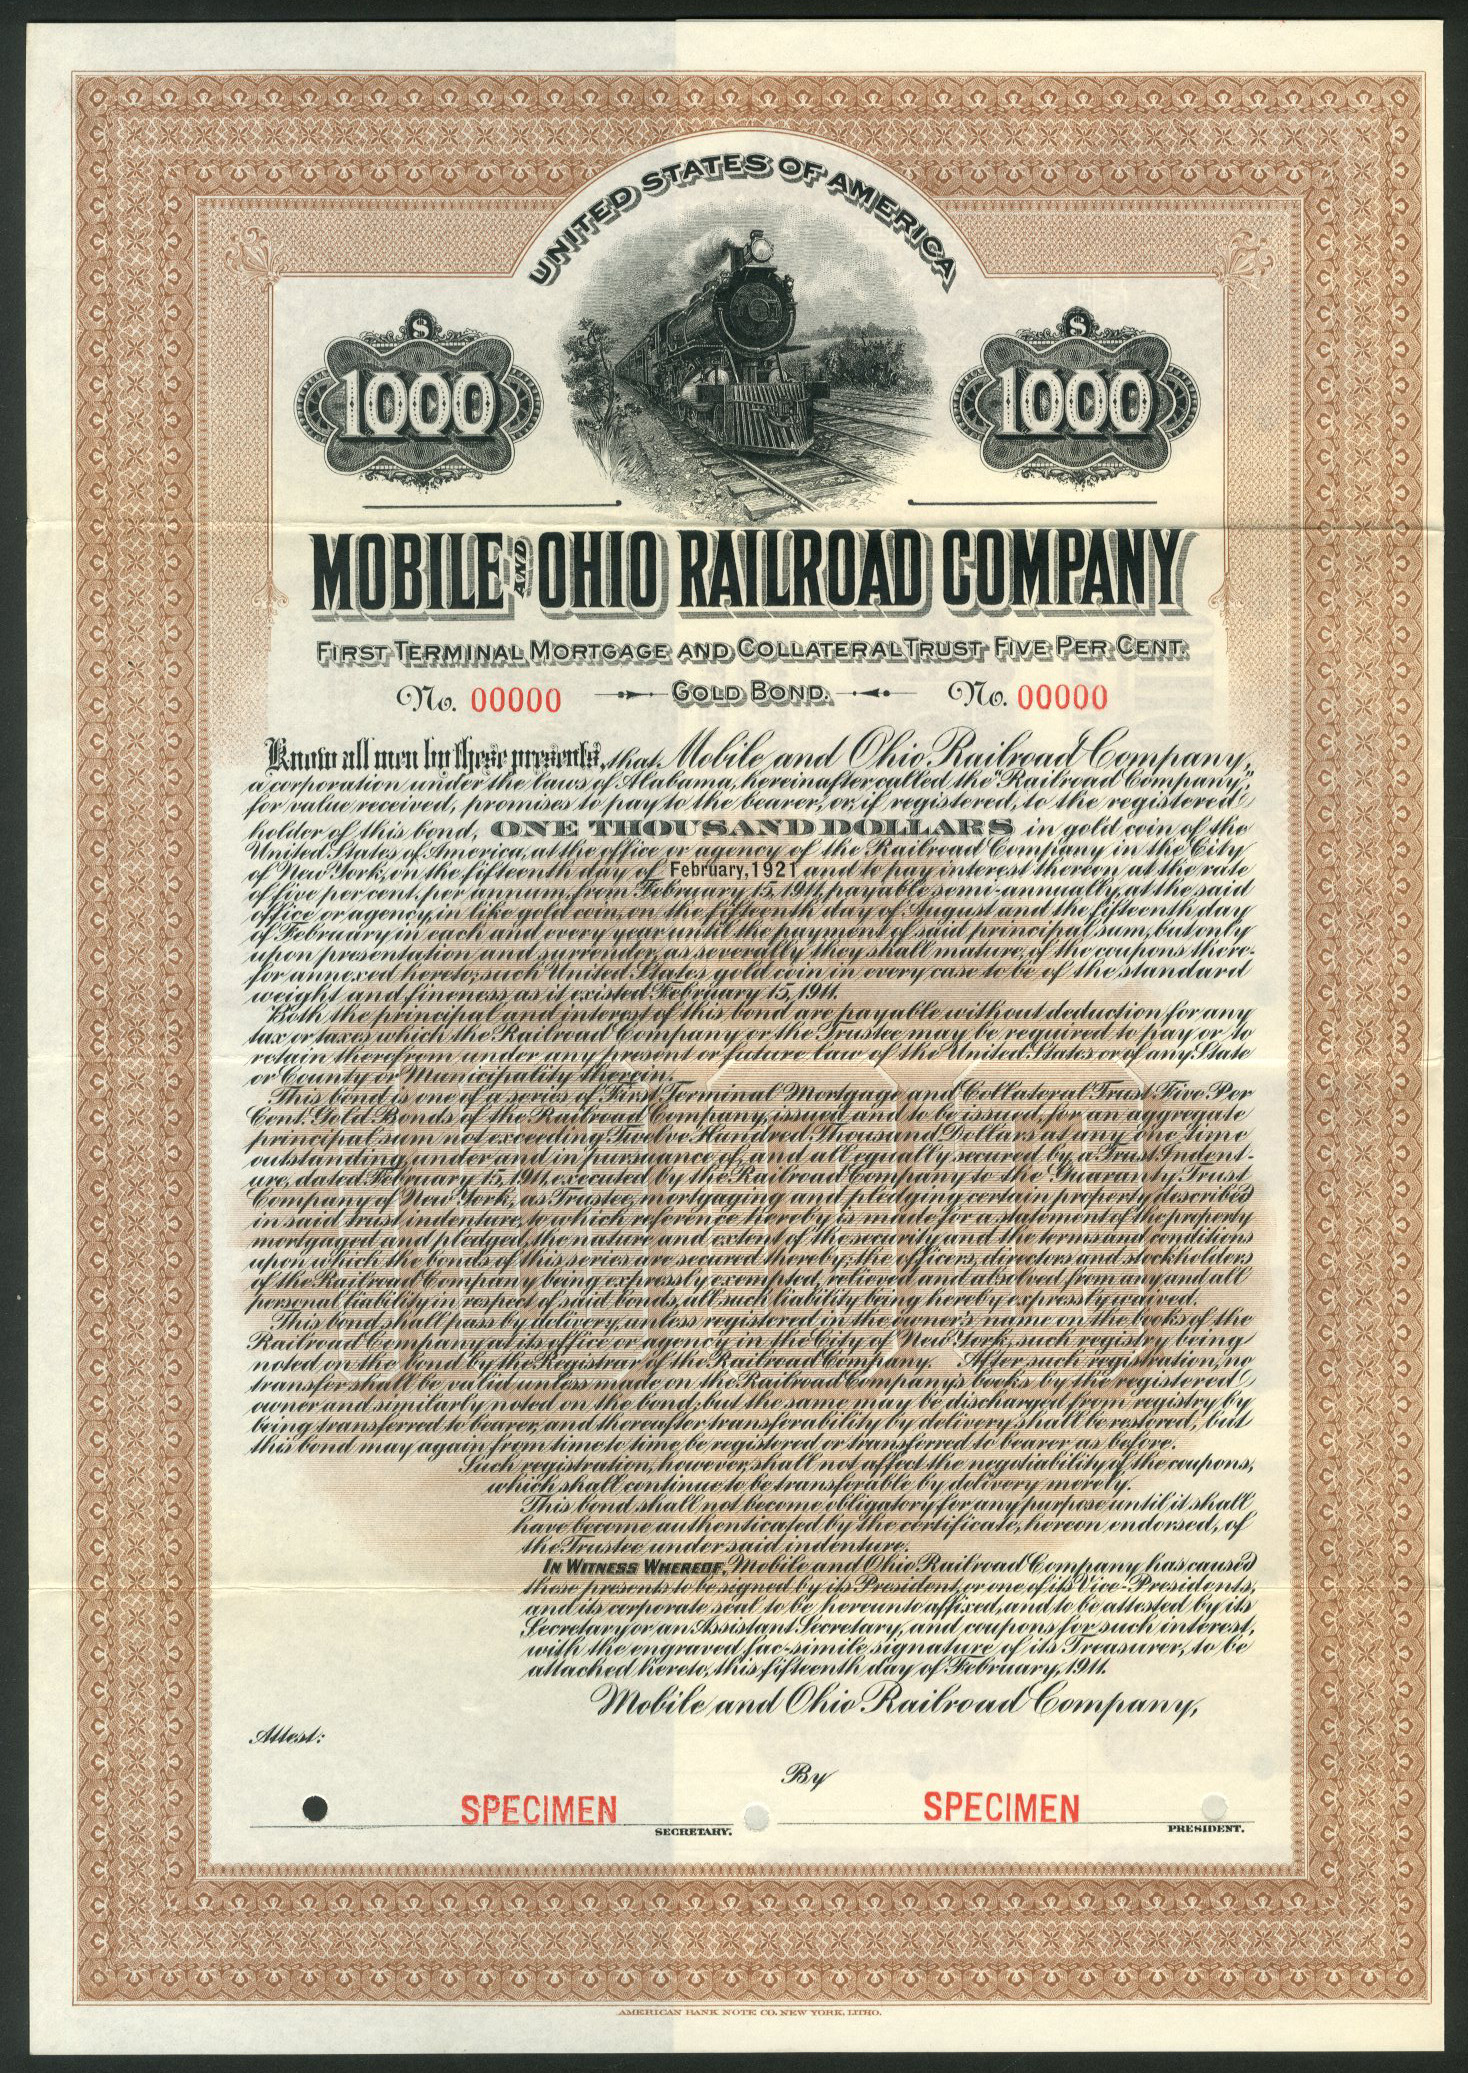 UNITED STATES OF AMERICA
$ $
1000 1000
MOBILE AND OHIO RAILROAD COMPANY
FIRST TERMINAL MORTGAGE AND COLLATERAL TRUST FIVE PER CENT.
No. 00000 GOLD BOND. No. 00000
Know all men by these presents, that Mobile and Ohio Railroad Company,
a corporation under the laws of Alabama, hereinafter called the "Railroad Company,"
for value received, promises to pay to the bearer, or, if registered, to the registered
holder of this bond, ONE THOUSAND DOLLARS in gold coin of the
United States of America, at the office or agency of the Railroad Company in the City
of New York, on the fifteenth day of February, 1921 and to pay interest thereon at the rate
of five per cent. per annum, from February 15, 1911, payable semi-annually, at the said
office or agency, in like gold coin, on the fifteenth day of August and the fifteenth day
of February in each and every year until the payment of said principal sum, but only
upon presentation and surrender, as severally they shall mature, of the coupons there-
for annexed hereto; such United States gold coin in every case to be of the standard
weight and fineness as it existed February 15, 1911.
Both the principal and interest of this bond are payable without deduction for any
tax or taxes which the Railroad Company or the Trustee may be required to pay or to
retain therefrom under any present or future law of the United States or of any State
or County or Municipality therein.
This bond is one of a series of First Terminal Mortgage and Collateral Trust Five Per
Cent. Gold Bonds of the Railroad Company, issued and to be issued, for an aggregate
principal sum not exceeding Twelve Hundred Thousand Dollars at any one time
outstanding, under and in pursuance of, and all equally secured by a Trust Indent-
ure, dated February 15, 1911, executed by the Railroad Company to the Guaranty Trust
Company of New York, as Trustee, mortgaging and pledging certain property described
in said trust indenture, to which reference hereby is made for a statement of the property
mortgaged and pledged, the nature and extent of the security and the terms and conditions
upon which the bonds of this series are secured thereby; the officers, directors and stockholders
of the Railroad Company being expressly exempted, relieved and absolved from any and all
personal liability in respect of said bonds, all such liability being hereby expressly waived.
This bond shall pass by delivery, unless registered in the owner's name on the books of the
Railroad Company at its office or agency in the City of New York, such registry being
noted on the bond by the Registrar of the Railroad Company. After such registration, no
transfer shall be valid unless made on the Railroad Company's books by the registered
owner and similarly noted on the bond; but the same may be discharged from registry by
being transferred to bearer, and thereafter transferability by delivery shall be restored, but
this bond may again from time to time be registered or transferred to bearer as before.
Such registration, however, shall not affect the negotiability of the coupons,
which shall continue to be transferable by delivery merely.
This bond shall not become obligatory for any purpose until it shall
have become authenticated by the certificate, hereon endorsed, of
the Trustee under said indenture.
IN WITNESS WHEREOF, Mobile and Ohio Railroad Company has caused
these presents to be signed by its President, or one of its Vice-Presidents,
and its corporate seal to be hereunto affixed, and to be attested by its
Secretary or an Assistant Secretary, and coupons for such interest,
with the engraved fac-simile signature of its Treasurer, to be
attached hereto, this fifteenth day of February, 1911.
Mobile and Ohio Railroad Company,
Attest:
By
SPECIMEN SPECIMEN
SECRETARY. PRESIDENT.
AMERICAN BANK NOTE CO. NEW YORK, LITHO.